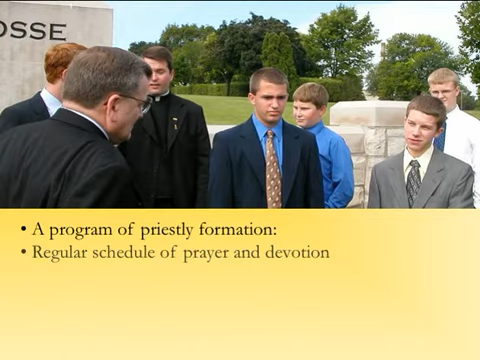 OSSE
• A program of priestly formation:
• Regular schedule of prayer and devotion